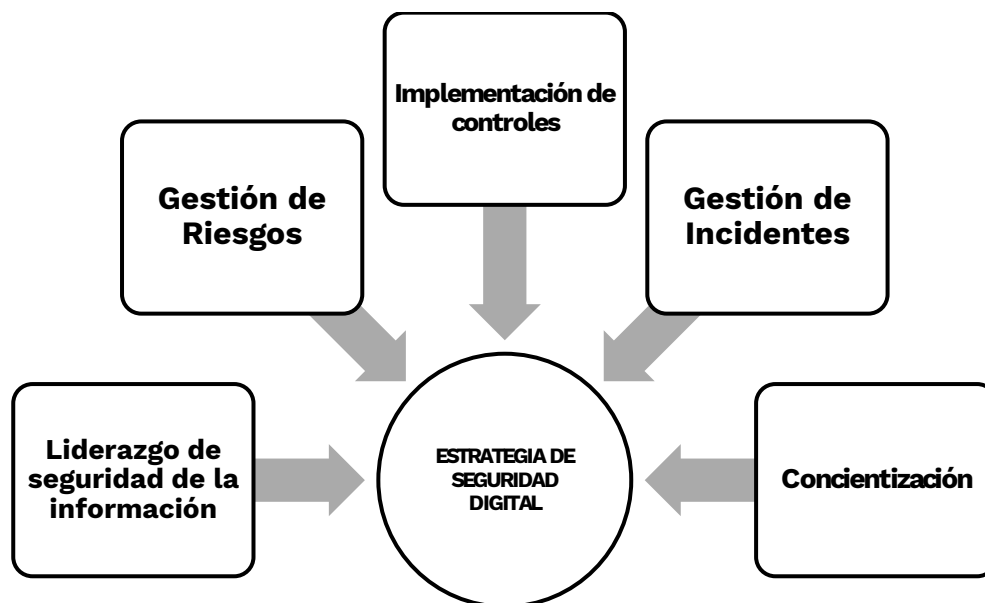 Implementación de
controles
Gestión de
Riesgos
Gestión de
Incidentes
Liderazgo de
seguridad de la
información
ESTRATEGIA DE
SEGURIDAD
DIGITAL
Concientización